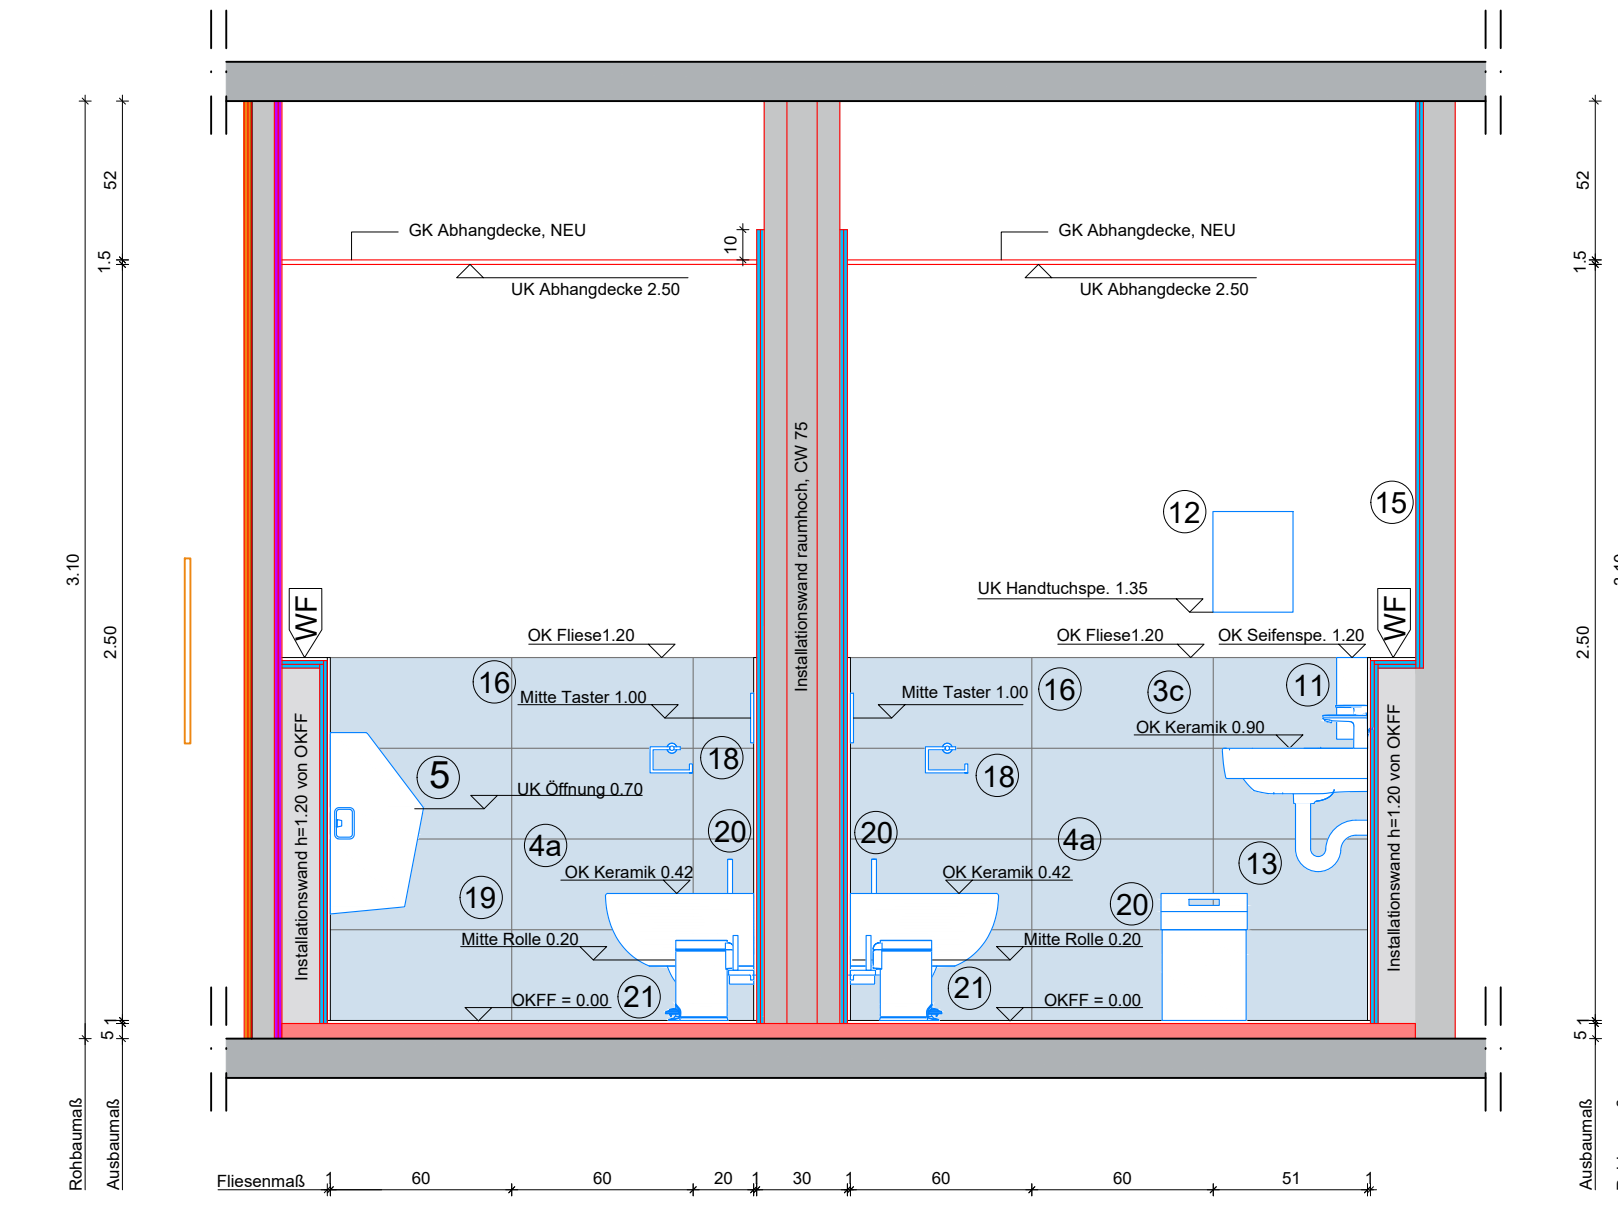 52
52
GK Abhangdecke, NEU
10
GK Abhangdecke, NEU
1.5
1.5
UK Abhangdecke 2.50
UK Abhangdecke 2.50
Installationswand raumhoch, CW 75
12
15
3.10
UK Handtuchspe. 1.35
WF
WF
2.50
2.50
OK Fliese1.20
OK Fliese1.20
OK Seifenspe. 1.20
16
Mitte Taster 1.00
Mitte Taster 1.00
16
3c
11
OK Keramik 0.90
18
18
5
UK Öffnung 0.70
Installationswand h=1.20 von OKFF
Installationswand h=1.20 von OKFF
20
20
4a
4a
13
OK Keramik 0.42
OK Keramik 0.42
19
20
Mitte Rolle 0.20
Mitte Rolle 0.20
21
21
OKFF = 0.00
OKFF = 0.00
5 1
5 1
Rohbaumaß
Ausbaumaß
Ausbaumaß
Fliesenmaß 1 60 60 20 1 30 1 60 60 51 1